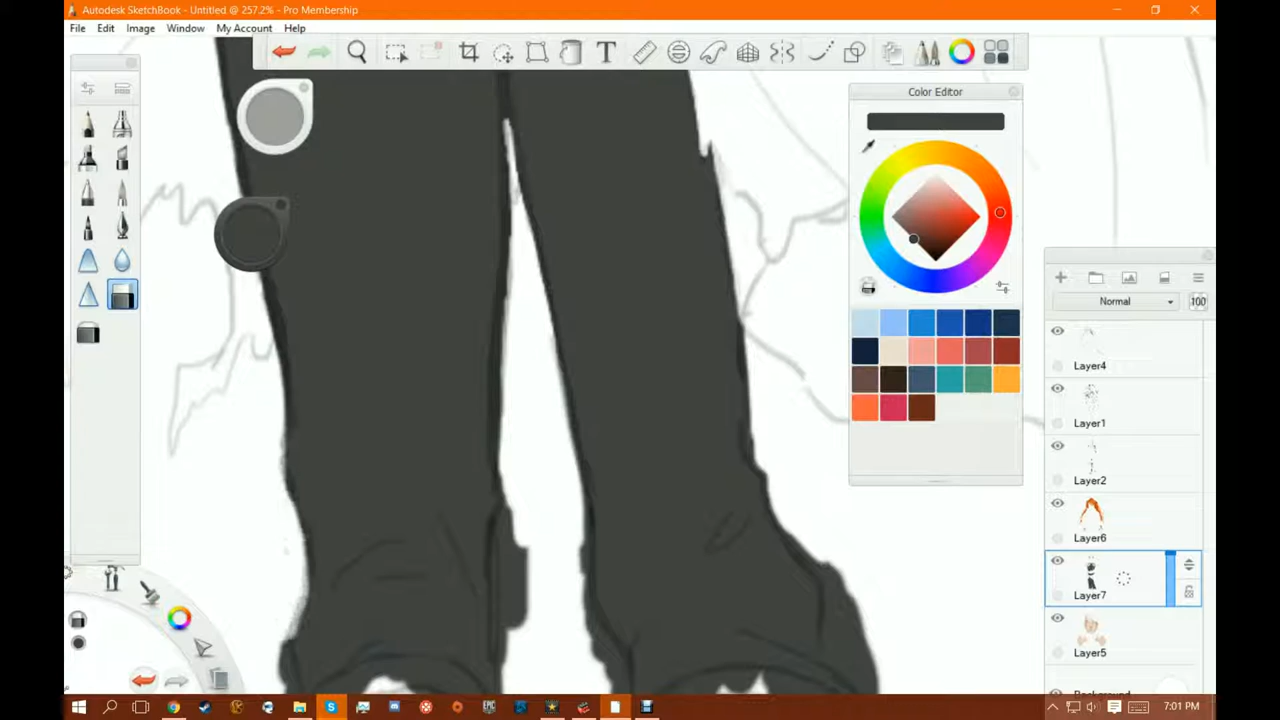 Autodesk SketchBook - Untitled @ 257.2% - Pro Membership
File Edit Image Window My Account Help
T
Color Editor
Normal 100
Layer4
Layer1
Layer2
Layer6
Layer7
Layer5
Background
7:01 PM